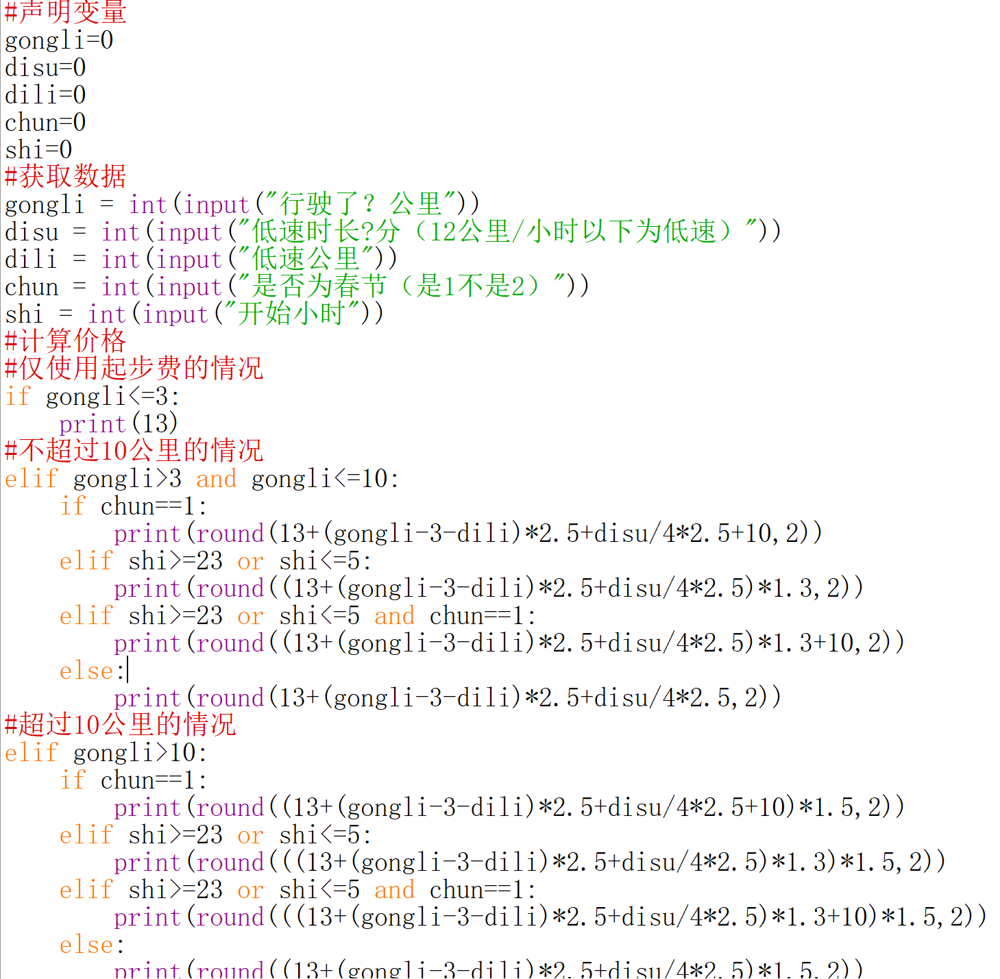 #声明变量
gongli=0
disu=0
dili=0
chun=0
shi=0
#获取数据
gongli = int(input("行驶了？公里"))
disu = int(input("低速时长?分（12公里/小时以下为低速）"))
dili = int(input("低速公里"))
chun = int(input("是否为春节（是1不是2）"))
shi = int(input("开始小时"))
#计算价格
#仅使用起步费的情况
if gongli<=3:
    print(13)
#不超过10公里的情况
elif gongli>3 and gongli<=10:
    if chun==1:
        print(round(13+(gongli-3-dili)*2.5+disu/4*2.5+10,2))
    elif shi>=23 or shi<=5:
        print(round((13+(gongli-3-dili)*2.5+disu/4*2.5)*1.3,2))
    elif shi>=23 or shi<=5 and chun==1:
        print(round((13+(gongli-3-dili)*2.5+disu/4*2.5)*1.3+10,2))
    else:
        print(round(13+(gongli-3-dili)*2.5+disu/4*2.5,2))
#超过10公里的情况
elif gongli>10:
    if chun==1:
        print(round((13+(gongli-3-dili)*2.5+disu/4*2.5+10)*1.5,2))
    elif shi>=23 or shi<=5:
        print(round(((13+(gongli-3-dili)*2.5+disu/4*2.5)*1.3)*1.5,2))
    elif shi>=23 or shi<=5 and chun==1:
        print(round(((13+(gongli-3-dili)*2.5+disu/4*2.5)*1.3+10)*1.5,2))
    else:
        print(round((13+(gongli-3-dili)*2.5+disu/4*2.5)*1.5,2))